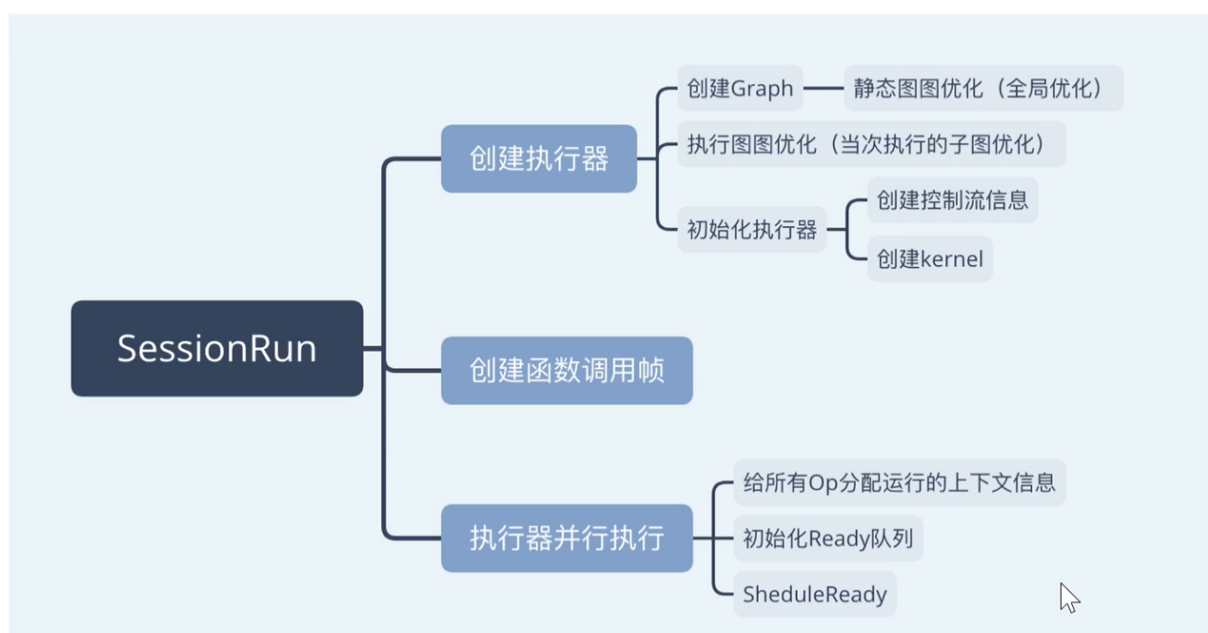 创建Graph
静态图图优化（全局优化）
执行图图优化（当次执行的子图优化）
创建执行器
创建控制流信息
初始化执行器
创建kernel
SessionRun
创建函数调用帧
给所有Op分配运行的上下文信息
执行器并行执行
初始化Ready队列
SheduleReady